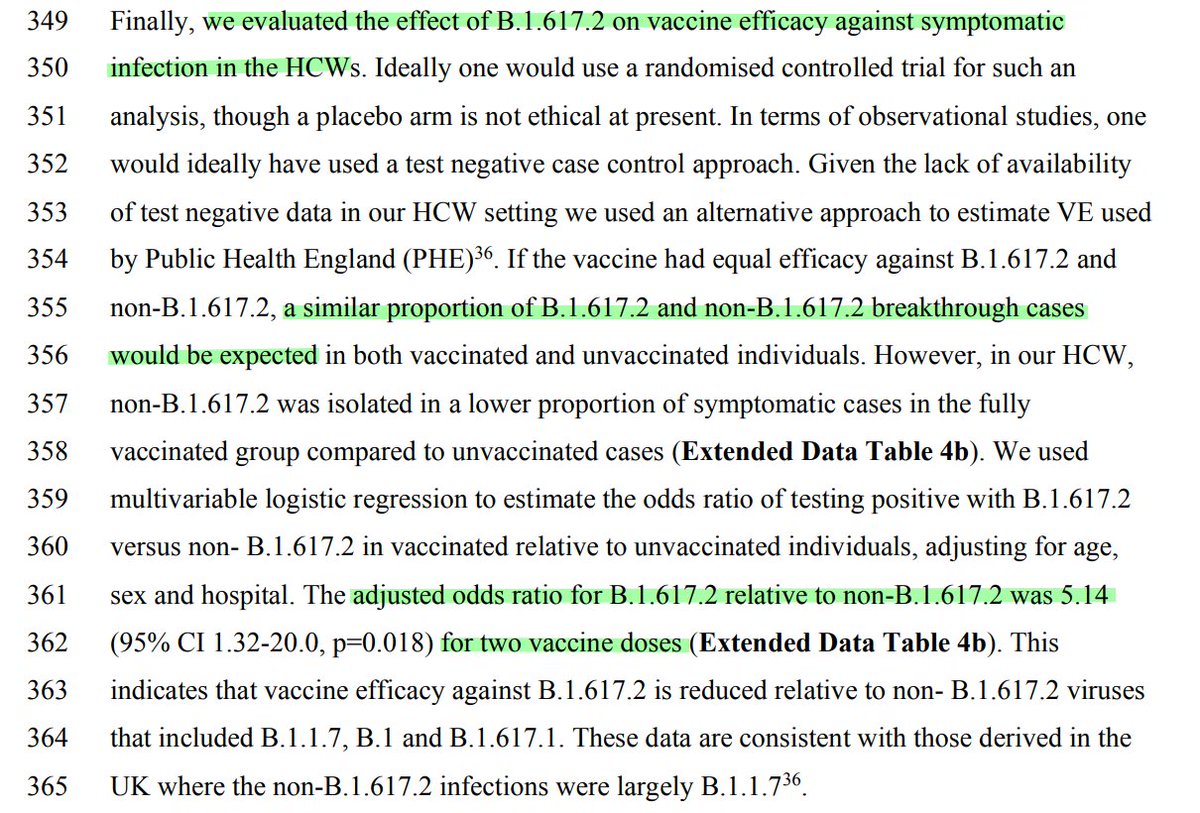 349 Finally, we evaluated the effect of B.1.617.2 on vaccine efficacy against symptomatic
350 infection in the HCWs. Ideally one would use a randomised controlled trial for such an
351 analysis, though a placebo arm is not ethical at present. In terms of observational studies, one
352 would ideally have used a test negative case control approach. Given the lack of availability
353 of test negative data in our HCW setting we used an alternative approach to estimate VE used
354 by Public Health England (PHE)36. If the vaccine had equal efficacy against B.1.617.2 and
355 non-B.1.617.2, a similar proportion of B.1.617.2 and non-B.1.617.2 breakthrough cases
356 would be expected in both vaccinated and unvaccinated individuals. However, in our HCW,
357 non-B.1.617.2 was isolated in a lower proportion of symptomatic cases in the fully
358 vaccinated group compared to unvaccinated cases (Extended Data Table 4b). We used
359 multivariable logistic regression to estimate the odds ratio of testing positive with B.1.617.2
360 versus non- B.1.617.2 in vaccinated relative to unvaccinated individuals, adjusting for age,
361 sex and hospital. The adjusted odds ratio for B.1.617.2 relative to non-B.1.617.2 was 5.14
362 (95% CI 1.32-20.0, p=0.018) for two vaccine doses (Extended Data Table 4b). This
363 indicates that vaccine efficacy against B.1.617.2 is reduced relative to non- B.1.617.2 viruses
364 that included B.1.1.7, B.1 and B.1.617.1. These data are consistent with those derived in the
365 UK where the non-B.1.617.2 infections were largely B.1.1.736.